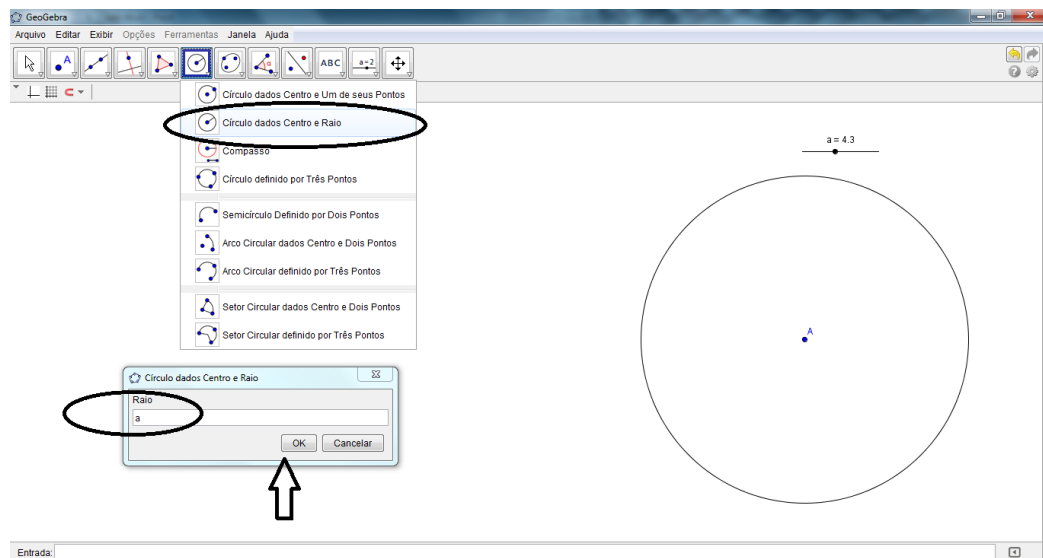 GeoGebra
Arquivo Editar Exibir Opções Ferramentas Janela Ajuda
A α ABC a=2
Círculo dados Centro e Um de seus Pontos
Círculo dados Centro e Raio
Compasso
Círculo definido por Três Pontos
Semicírculo Definido por Dois Pontos
Arco Circular dados Centro e Dois Pontos
Arco Circular definido por Três Pontos
Setor Circular dados Centro e Dois Pontos
Setor Circular definido por Três Pontos
a = 4.3
A
Círculo dados Centro e Raio
Raio
a
OK Cancelar
Entrada: